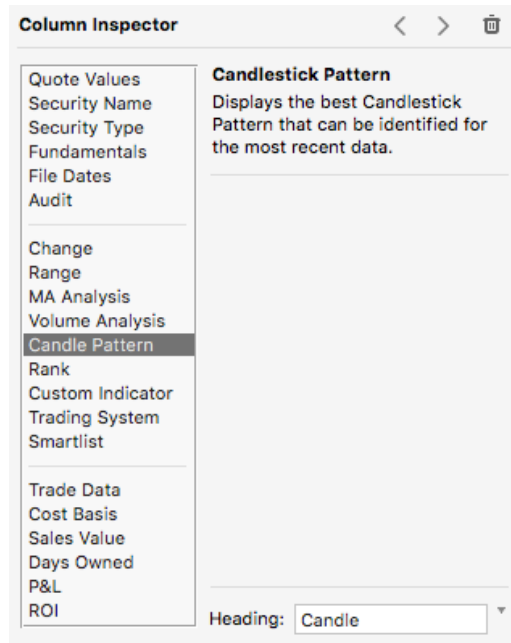 Column Inspector
Quote Values
Security Name
Security Type
Fundamentals
File Dates
Audit
Change
Range
MA Analysis
Volume Analysis
Candle Pattern
Rank
Custom Indicator
Trading System
Smartlist
Trade Data
Cost Basis
Sales Value
Days Owned
P&L
ROI
Candlestick Pattern
Displays the best Candlestick
Pattern that can be identified for
the most recent data.
Heading: Candle